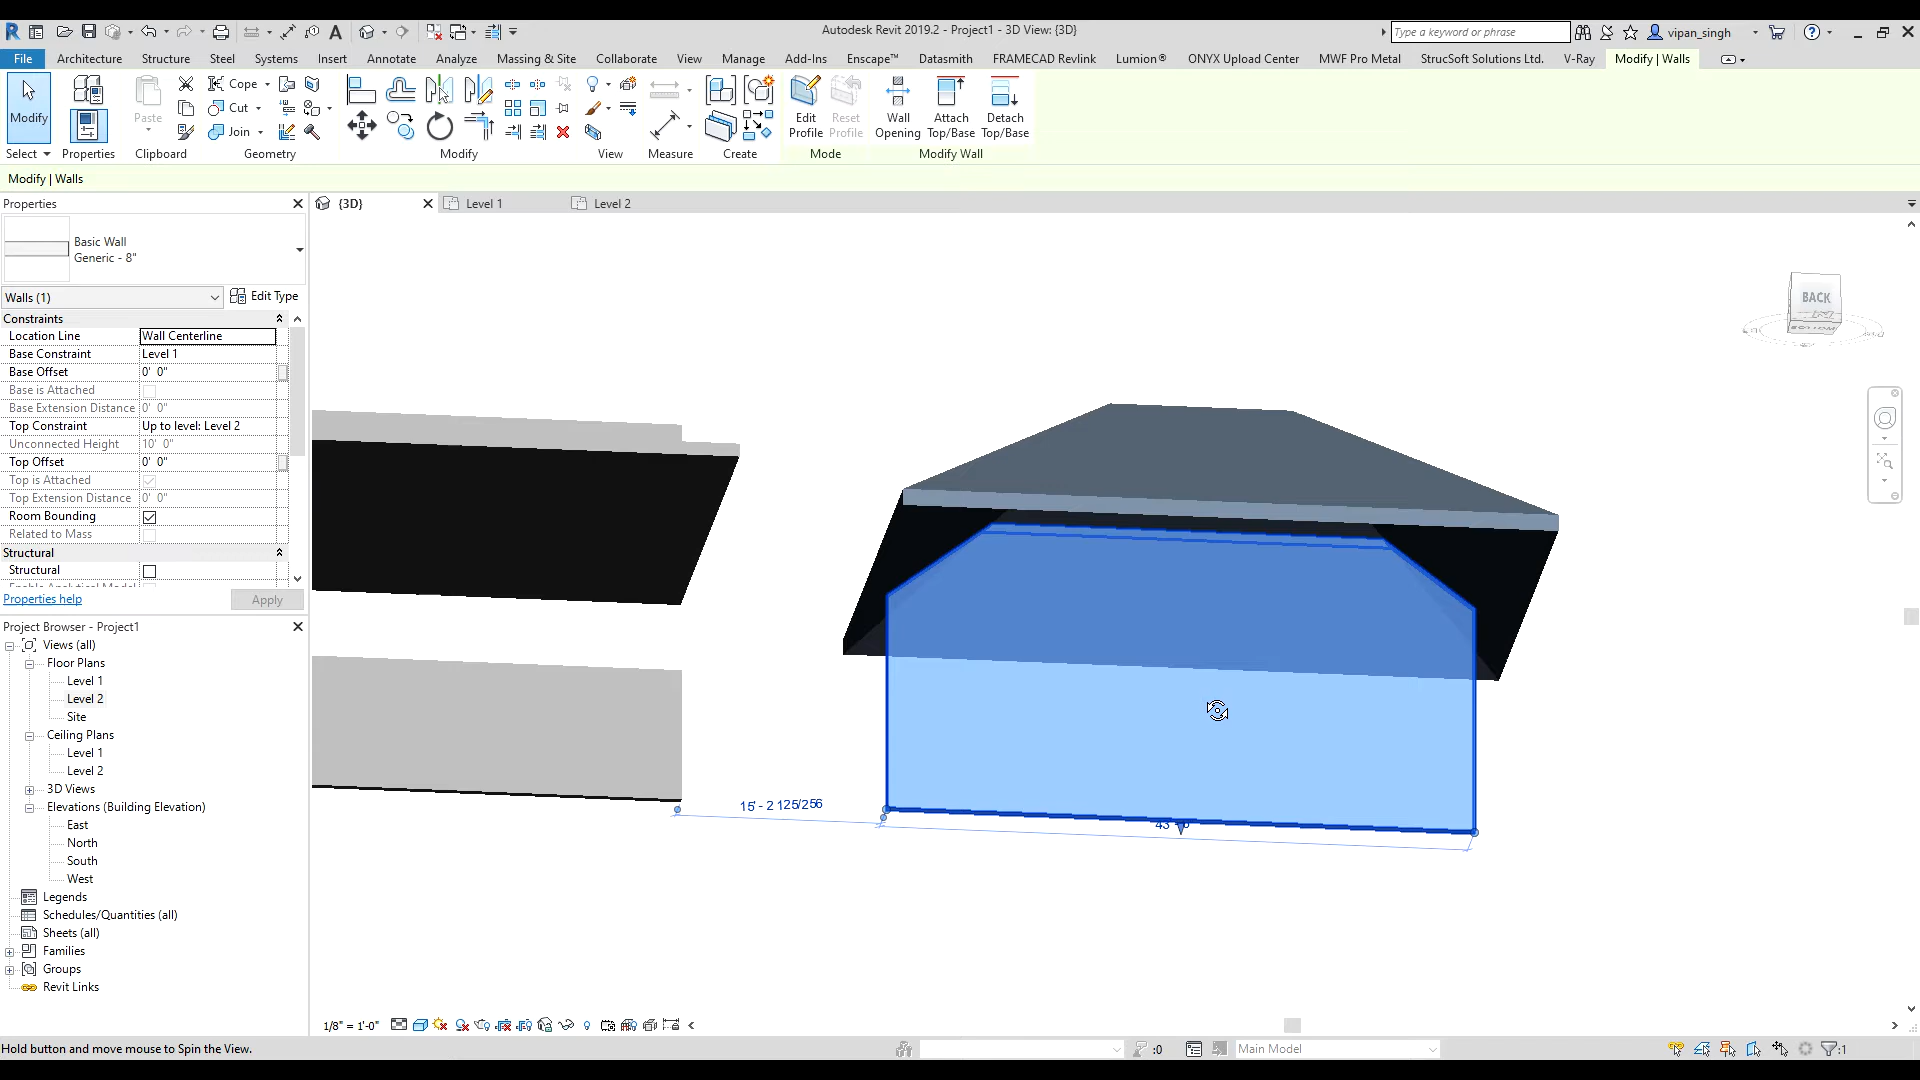 Autodesk Revit 2019.2 - Project1 - 3D View: {3D}
Type a keyword or phrase
vipan_singh
File
Architecture
Structure
Steel
Systems
Insert
Annotate
Analyze
Massing & Site
Collaborate
View
Manage
Add-Ins
Enscape™
Datasmith
FRAMECAD Revlink
Lumion®
ONYX Upload Center
MWF Pro Metal
StrucSoft Solutions Ltd.
V-Ray
Modify | Walls
Modify
Paste
Cope
Cut
Join
Edit Profile
Reset Profile
Wall Opening
Attach Top/Base
Detach Top/Base
Select
Properties
Clipboard
Geometry
Modify
View
Measure
Create
Mode
Modify Wall
Modify | Walls
Properties
{3D}
Level 1
Level 2
Basic Wall
Generic - 8"
Walls (1)
Edit Type
Constraints
Location Line Wall Centerline
Base Constraint Level 1
Base Offset 0' 0"
Base is Attached
Base Extension Distance 0' 0"
Top Constraint Up to level: Level 2
Unconnected Height 10' 0"
Top Offset 0' 0"
Top is Attached
Top Extension Distance 0' 0"
Room Bounding
Related to Mass
Structural
Structural
Properties help
Apply
Project Browser - Project1
Views (all)
Floor Plans
Level 1
Level 2
Site
Ceiling Plans
Level 1
Level 2
3D Views
Elevations (Building Elevation)
East
North
South
West
Legends
Schedules/Quantities (all)
Sheets (all)
Families
Groups
Revit Links
BACK
15' - 2 125/256
1/8" = 1'-0"
Hold button and move mouse to Spin the View.
:0
Main Model
:1